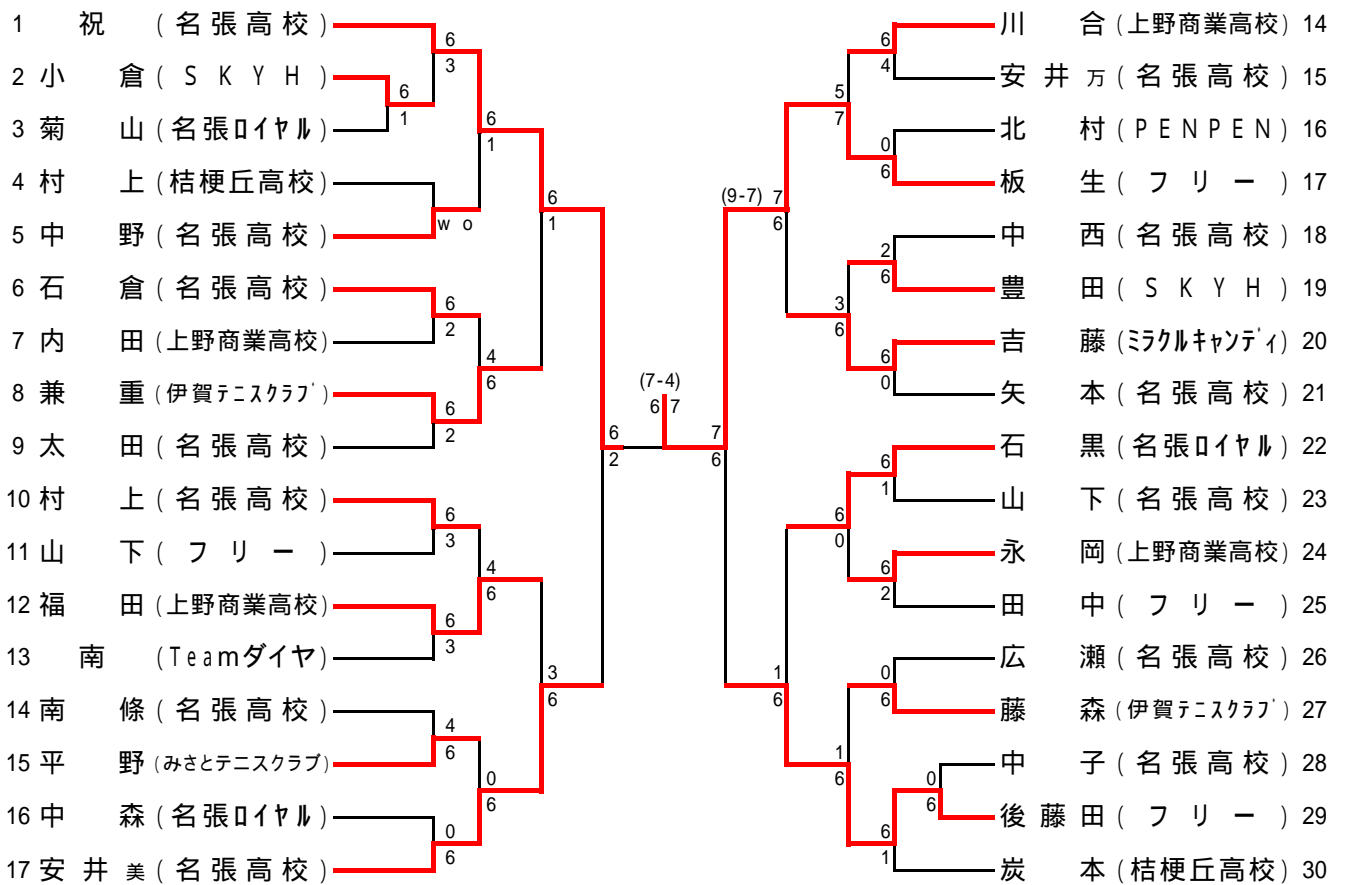 1 祝 (名張高校)
2 小倉 (SKYH)
3 菊山 (名張ロイヤル)
4 村上 (桔梗丘高校)
5 中野 (名張高校)
6 石倉 (名張高校)
7 内田 (上野商業高校)
8 兼重 (伊賀テニスクラブ)
9 太田 (名張高校)
10 村上 (名張高校)
11 山下 (フリー)
12 福田 (上野商業高校)
13 南 (Teamダイヤ)
14 南條 (名張高校)
15 平野 (みさとテニスクラブ)
16 中森 (名張ロイヤル)
17 安井美 (名張高校)
6
3
6
1
6
1
wo
6
1
6
2
4
6
6
2
6
2
6
3
4
6
6
3
3
6
4
6
0
6
0
6
(7-4)
6 7
7
6
(9-7) 7
6
5
7
6
4
0
6
2
6
3
6
6
0
6
1
6
0
6
2
1
6
0
6
1
6
0
6
6
1
川合 (上野商業高校) 14
安井万 (名張高校) 15
北村 (PENPEN) 16
板生 (フリー) 17
中西 (名張高校) 18
豊田 (SKYH) 19
吉藤 (ミラクルキャンディ) 20
矢本 (名張高校) 21
石黒 (名張ロイヤル) 22
山下 (名張高校) 23
永岡 (上野商業高校) 24
田中 (フリー) 25
広瀬 (名張高校) 26
藤森 (伊賀テニスクラブ) 27
中子 (名張高校) 28
後藤田 (フリー) 29
炭本 (桔梗丘高校) 30